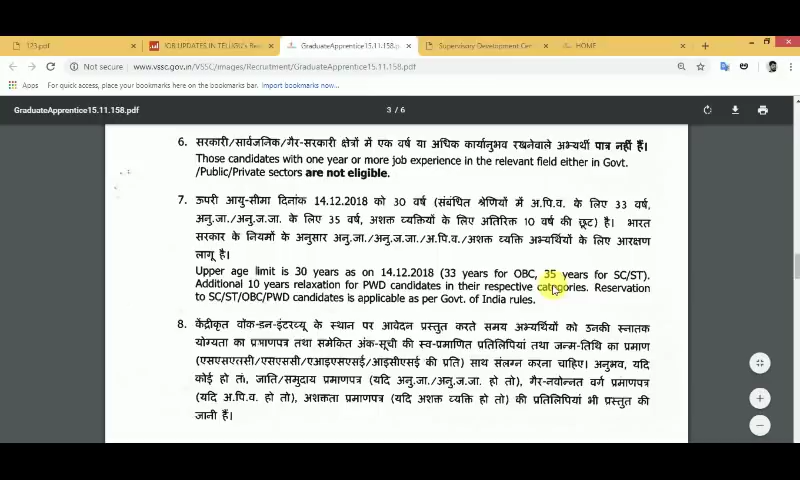 123.pdf
JOB UPDATES IN TELUGU's Rese
GraduateApprentice15.11.158.pdf
Supervisory Development Cen
HOME
Not secure | www.vssc.gov.in/VSSC/images/Recruitment/GraduateApprentice15.11.158.pdf
Apps For quick access, place your bookmarks here on the bookmarks bar. Import bookmarks now...
GraduateApprentice15.11.158.pdf
3 / 6
6. सरकारी/सार्वजनिक/गैर-सरकारी क्षेत्रों में एक वर्ष या अधिक कार्यानुभव रखनेवाले अभ्यर्थी पात्र नहीं हैं।
Those candidates with one year or more job experience in the relevant field either in Govt.
/Public/Private sectors are not eligible.
7. ऊपरी आयु-सीमा दिनांक 14.12.2018 को 30 वर्ष (संबंधित श्रेणियों में अ.पि.व. के लिए 33 वर्ष,
अनु.जा./अनु.ज.जा. के लिए 35 वर्ष, अशक्त व्यक्तियों के लिए अतिरिक्त 10 वर्ष की छूट) है। भारत
सरकार के नियमों के अनुसार अनु.जा./अनु.ज.जा./अ.पि.व./अशक्त व्यक्ति अभ्यर्थियों के लिए आरक्षण
लागू है।
Upper age limit is 30 years as on 14.12.2018 (33 years for OBC, 35 years for SC/ST).
Additional 10 years relaxation for PWD candidates in their respective categories. Reservation
to SC/ST/OBC/PWD candidates is applicable as per Govt. of India rules.
8. केंद्रीकृत वॉक-इन-इंटरव्यू के स्थान पर आवेदन प्रस्तुत करते समय अभ्यर्थियों को उनकी स्नातक
योग्यता का प्रमाणपत्र तथा समेकित अंक-सूची की स्व-प्रमाणित प्रतिलिपियां तथा जन्म-तिथि का प्रमाण
(एसएसएलसी/एसएससी/एआइएसएसई/आइसीएसई की प्रति) साथ संलग्न करना चाहिए। अनुभव, यदि
कोई हो तो, जाति/समुदाय प्रमाणपत्र (यदि अनु.जा./अनु.ज.जा. हो तो), गैर-नवोन्नत वर्ग प्रमाणपत्र
(यदि अ.पि.व. हो तो), अशक्तता प्रमाणपत्र (यदि अशक्त व्यक्ति हो तो) की प्रतिलिपियां भी प्रस्तुत की
जानी हैं।